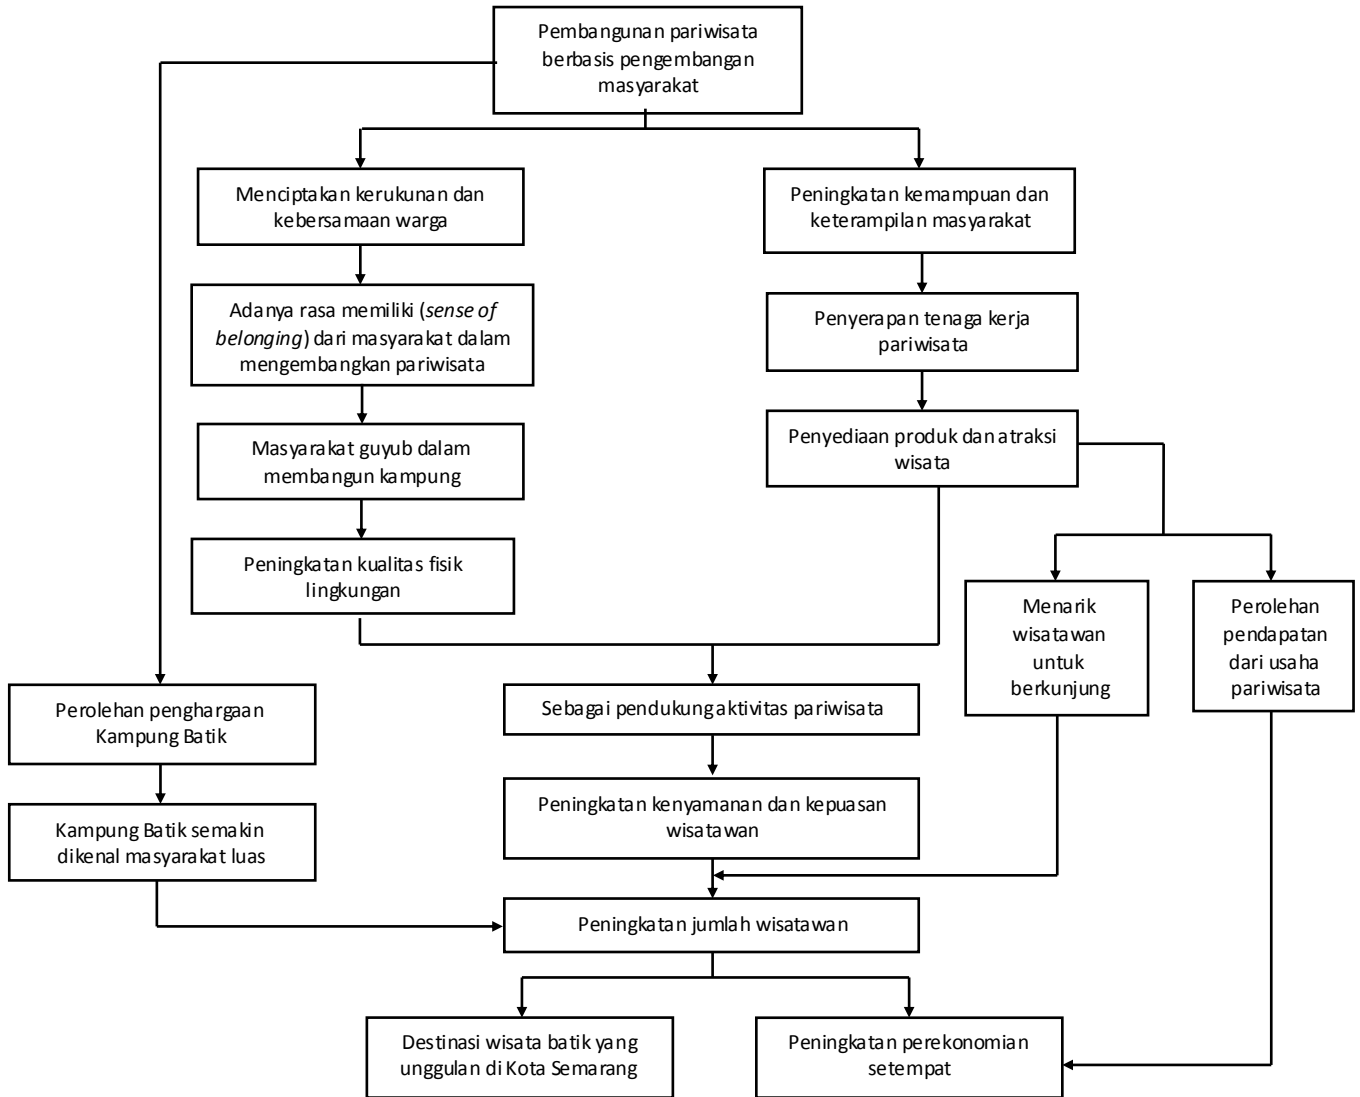 Pembangunan pariwisata
berbasis pengembangan
masyarakat
Menciptakan kerukunan dan
kebersamaan warga
Peningkatan kemampuan dan
keterampilan masyarakat
Adanya rasa memiliki (sense of
belonging) dari masyarakat dalam
mengembangkan pariwisata
Penyerapan tenaga kerja
pariwisata
Masyarakat guyub dalam
membangun kampung
Penyediaan produk dan atraksi
wisata
Peningkatan kualitas fisik
lingkungan
Menarik
wisatawan
untuk
berkunjung
Perolehan
pendapatan
dari usaha
pariwisata
Perolehan penghargaan
Kampung Batik
Sebagai pendukung aktivitas pariwisata
Kampung Batik semakin
dikenal masyarakat luas
Peningkatan kenyamanan dan kepuasan
wisatawan
Peningkatan jumlah wisatawan
Destinasi wisata batik yang
unggulan di Kota Semarang
Peningkatan perekonomian
setempat